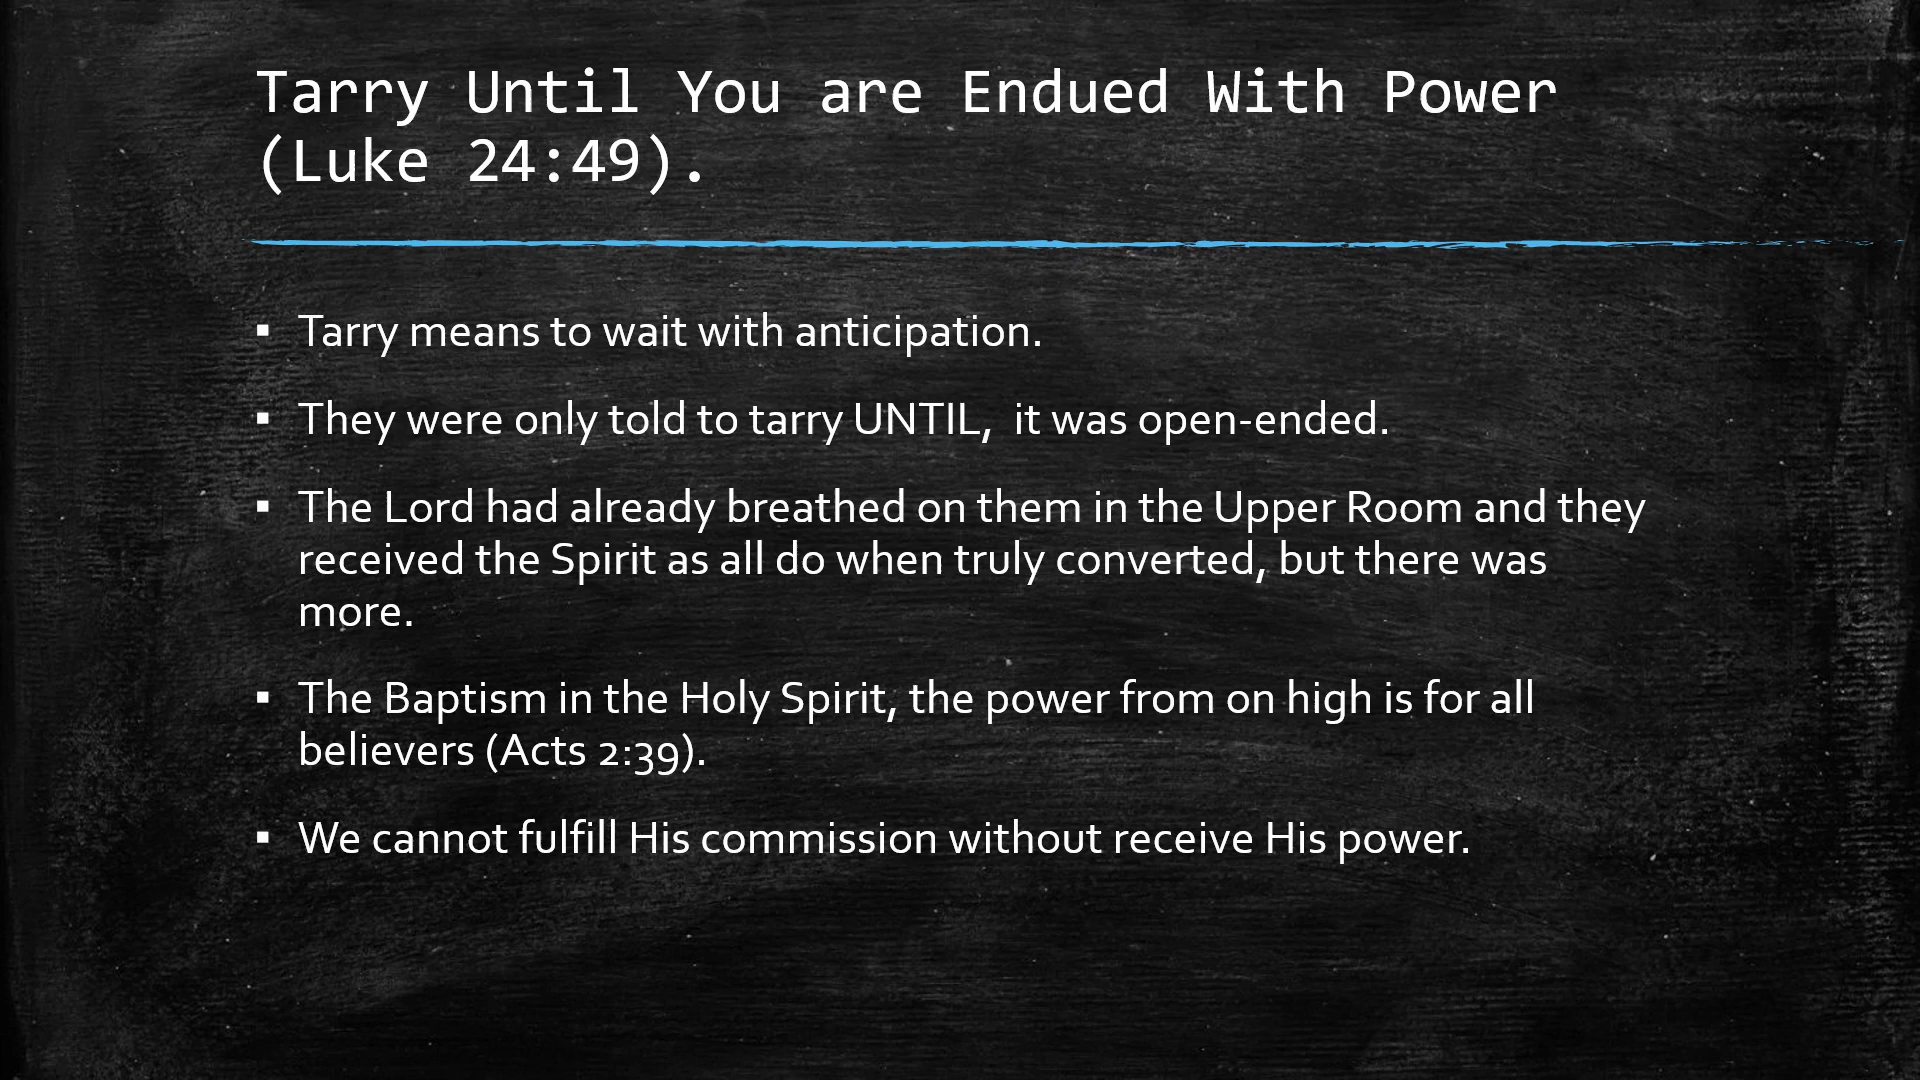 Tarry Until You are Endued With Power
(Luke 24:49).
▪ Tarry means to wait with anticipation.
▪ They were only told to tarry UNTIL,  it was open-ended.
▪ The Lord had already breathed on them in the Upper Room and they
received the Spirit as all do when truly converted, but there was
more.
▪ The Baptism in the Holy Spirit, the power from on high is for all
believers (Acts 2:39).
▪ We cannot fulfill His commission without receive His power.